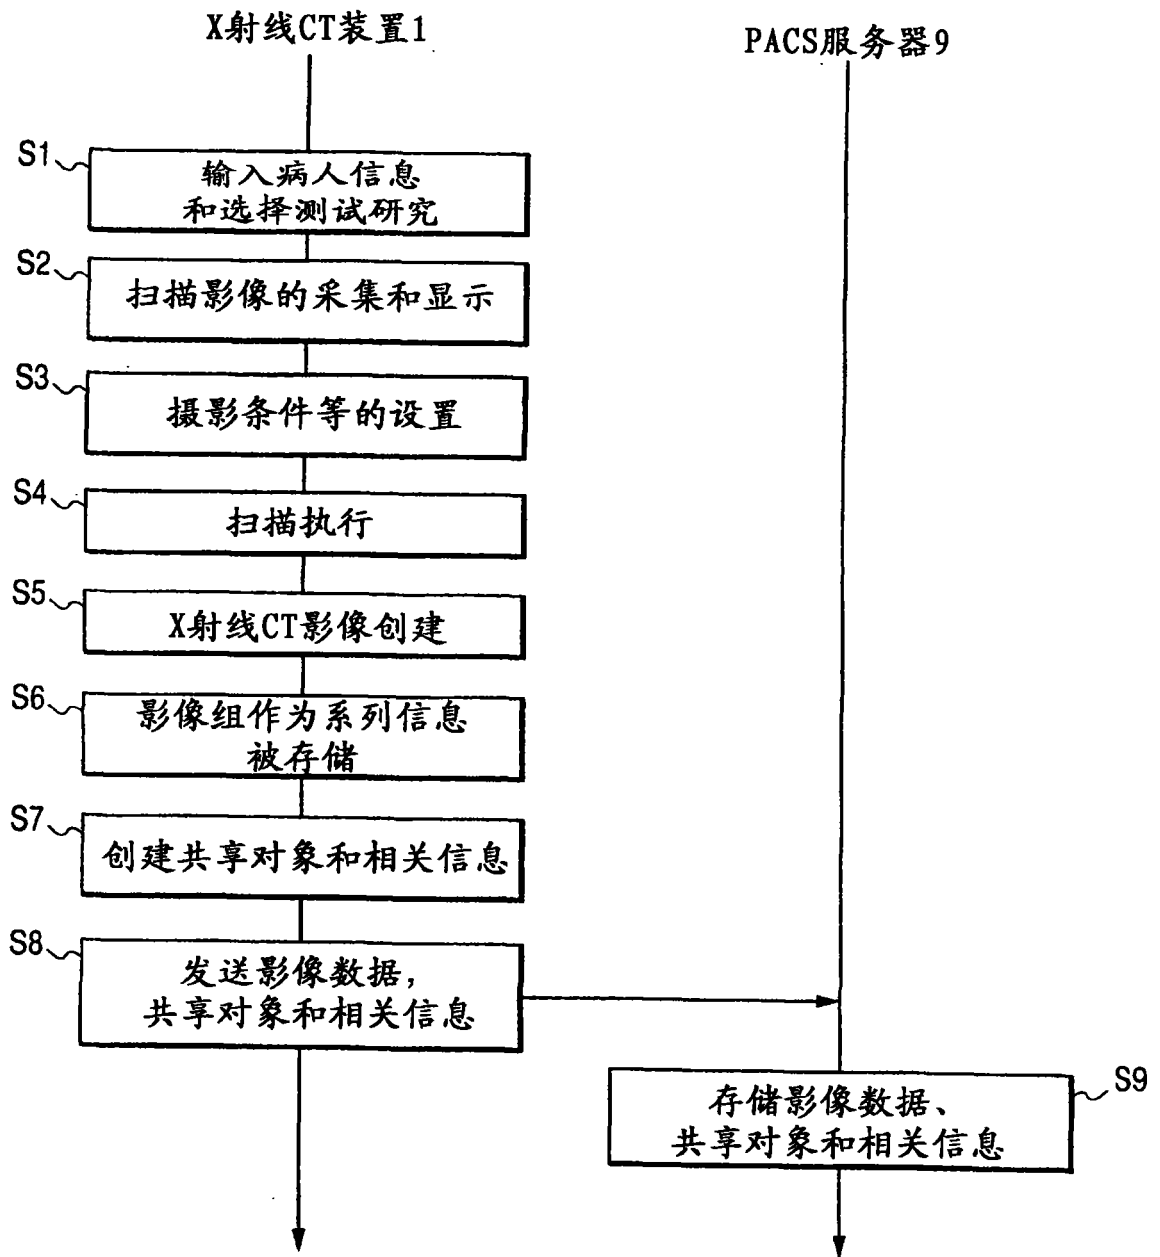 X射线CT装置1
PACS服务器9
S1
输入病人信息
和选择测试研究
S2
扫描影像的采集和显示
S3
摄影条件等的设置
S4
扫描执行
S5
X射线CT影像创建
S6
影像组作为系列信息
被存储
S7
创建共享对象和相关信息
S8
发送影像数据，
共享对象和相关信息
S9
存储影像数据、
共享对象和相关信息